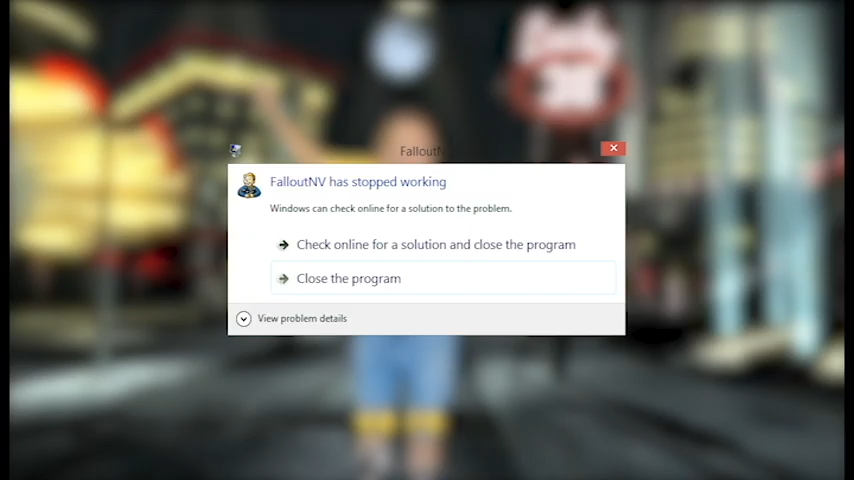 FalloutN
FalloutNV has stopped working
Windows can check online for a solution to the problem.
Check online for a solution and close the program
Close the program
View problem details